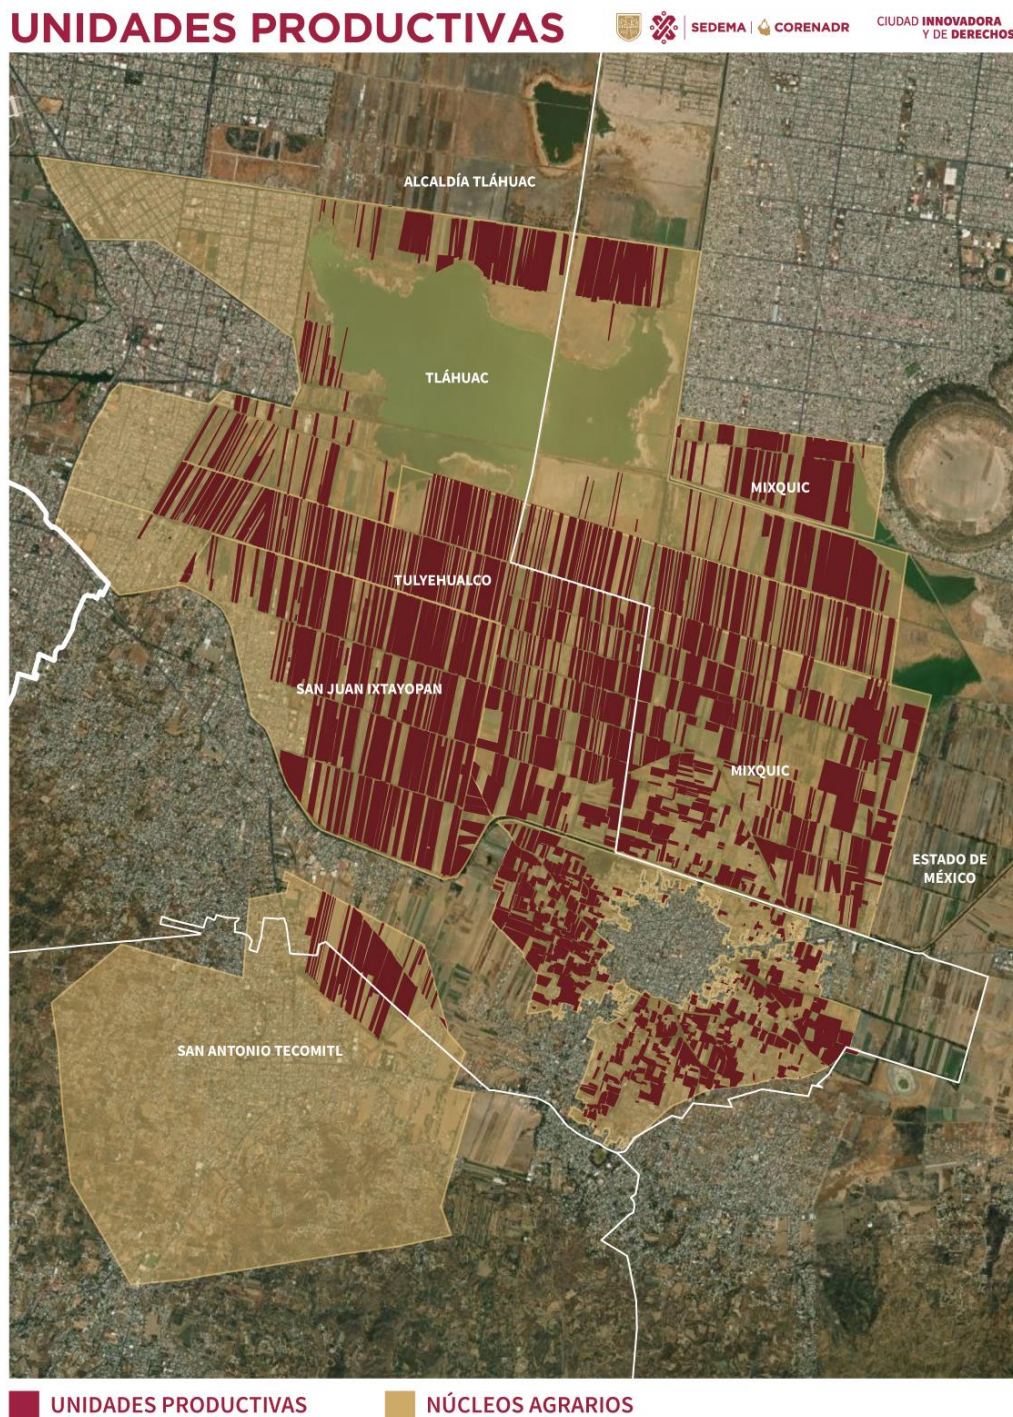 UNIDADES PRODUCTIVAS
SEDEMA
CORENADR
CIUDAD INNOVADORA
Y DE DERECHOS
ALCALDÍA TLÁHUAC
TLÁHUAC
MIXQUIC
TULYEHUALCO
SAN JUAN IXTAYOPAN
MIXQUIC
ESTADO DE
MÉXICO
SAN ANTONIO TECOMITL
UNIDADES PRODUCTIVAS
NÚCLEOS AGRARIOS